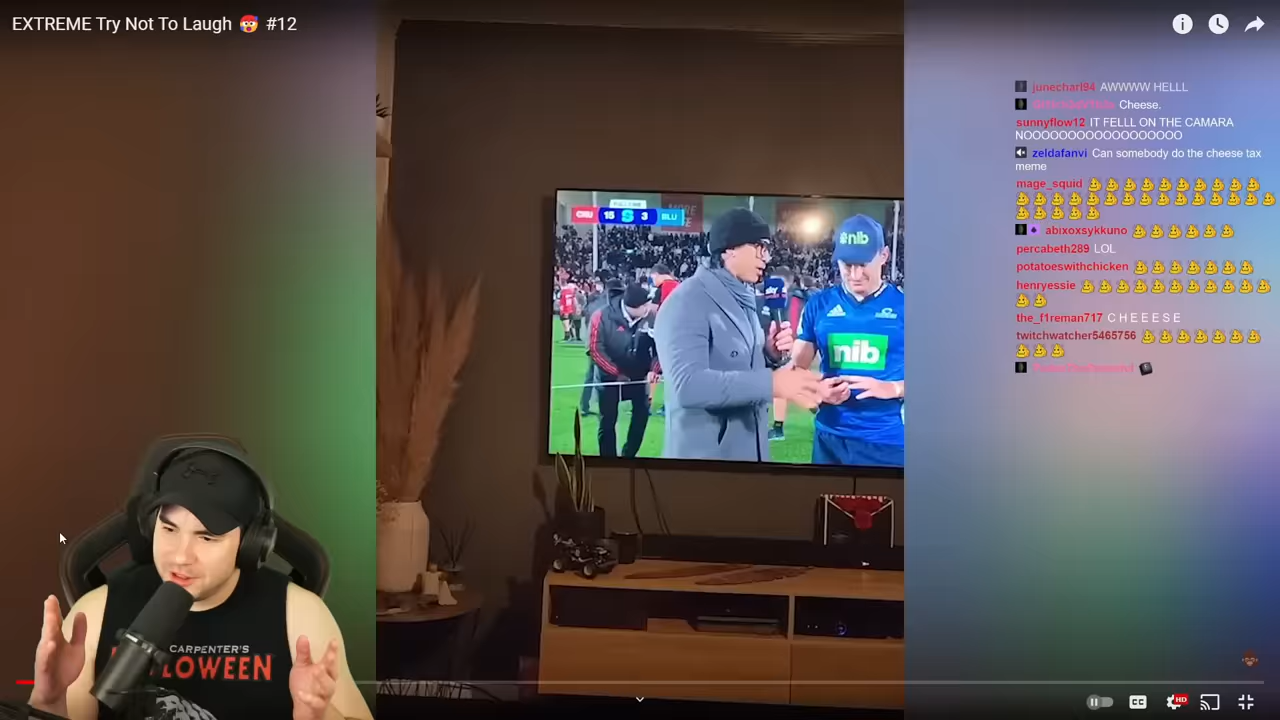 EXTREME Try Not To Laugh 🥵 #12
junecharl94 AWWWW HELLL
Cheese.
sunnyflow12 IT FELLL ON THE CAMARA
NOOOOOOOOOOOOOOOOOO
zeldafanvi Can somebody do the cheese tax
meme
mage_squid
abixoxsykkuno
percabeth289 LOL
potatoeswithchicken
henryessie
the_f1reman717 C H E E E S E
twitchwatcher5465756
CRU 15 S 3 BLU
nib
nib
CARPENTER'S
CC
HD